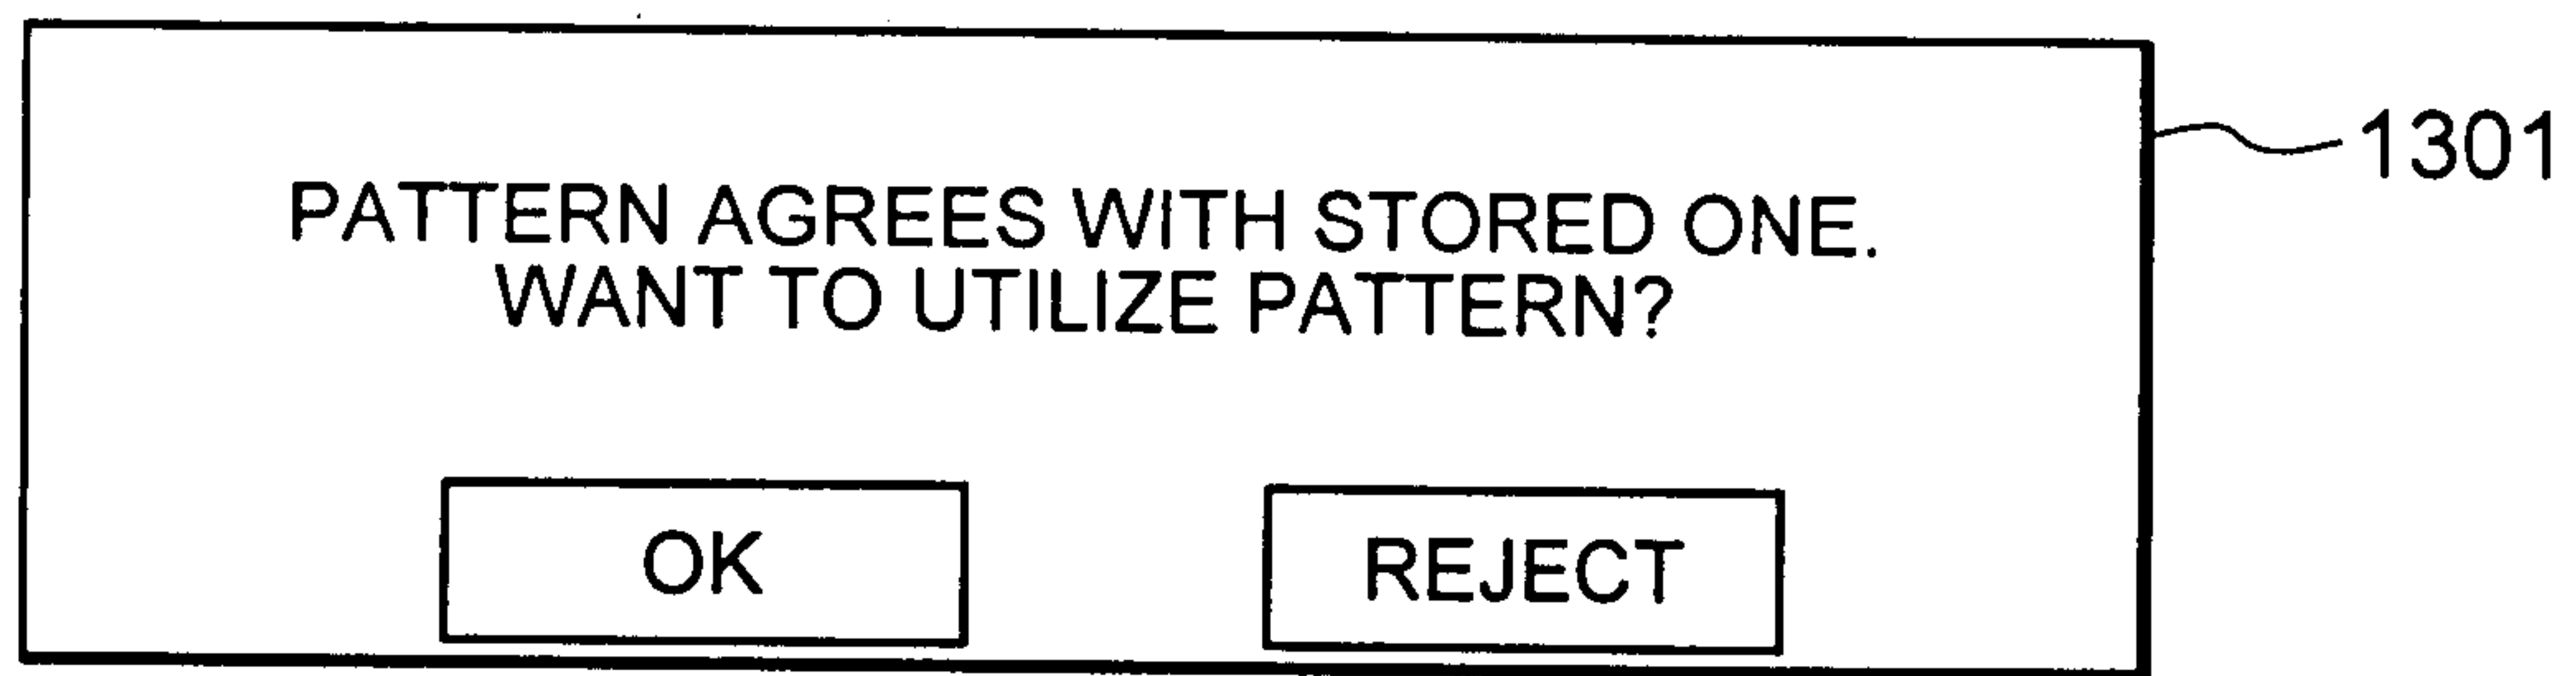 PATTERN AGREES WITH STORED ONE.
WANT TO UTILIZE PATTERN?
OK
REJECT
1301